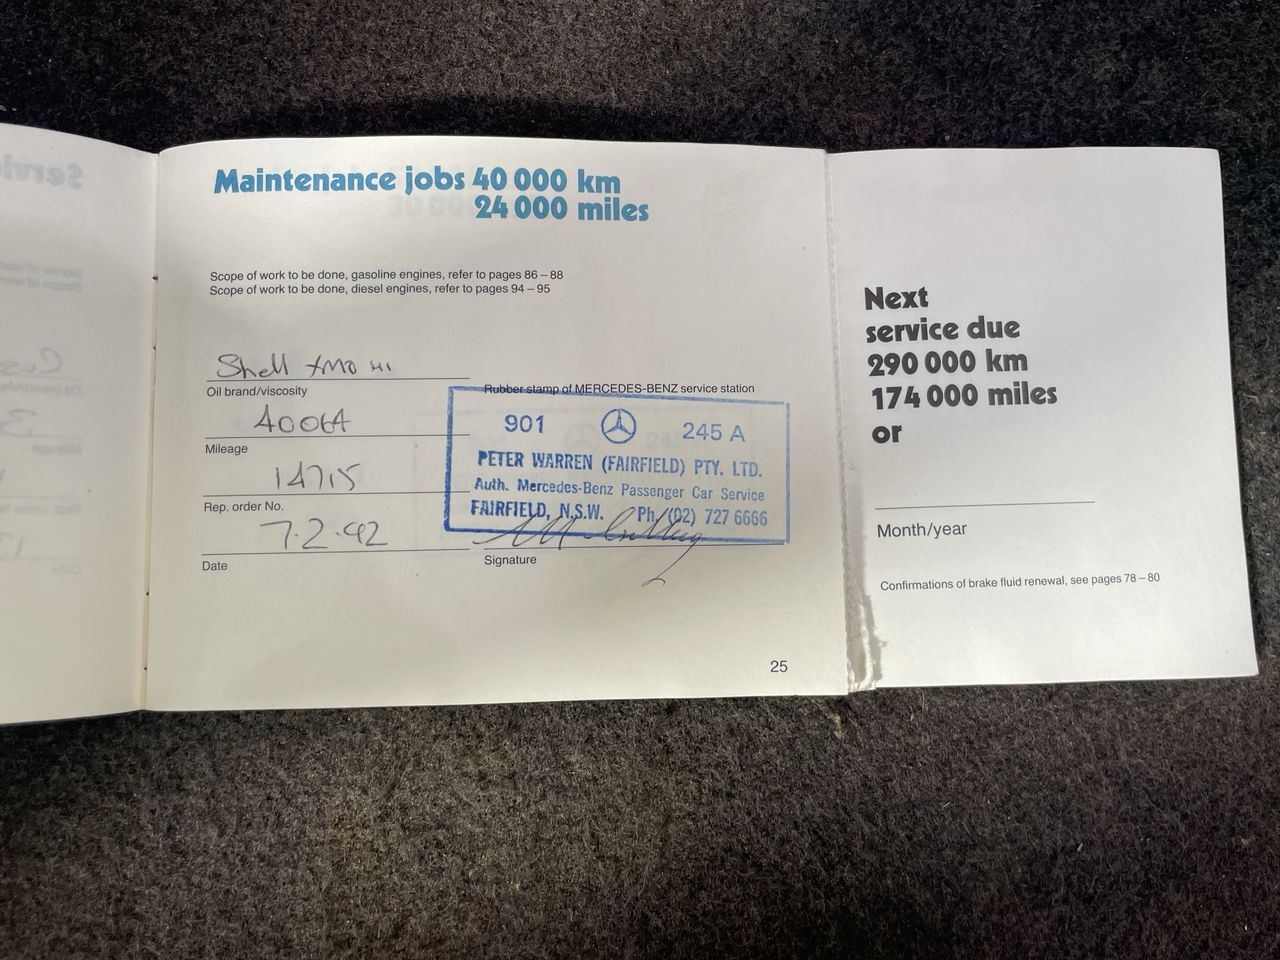 Maintenance jobs 40 000 km
24 000 miles
Scope of work to be done, gasoline engines, refer to pages 86 – 88
Scope of work to be done, diesel engines, refer to pages 94 – 95
Shell
Oil brand/viscosity
40064
Mileage
14715
Rep. order No.
7.2.92
Date
Rubber stamp of MERCEDES-BENZ service station
901 245 A
PETER WARREN (FAIRFIELD) PTY. LTD.
Auth. Mercedes-Benz Passenger Car Service
FAIRFIELD, N.S.W. Ph. (02) 727 6666
Signature
25
Next
service due
290 000 km
174 000 miles
or
Month/year
Confirmations of brake fluid renewal, see pages 78 – 80